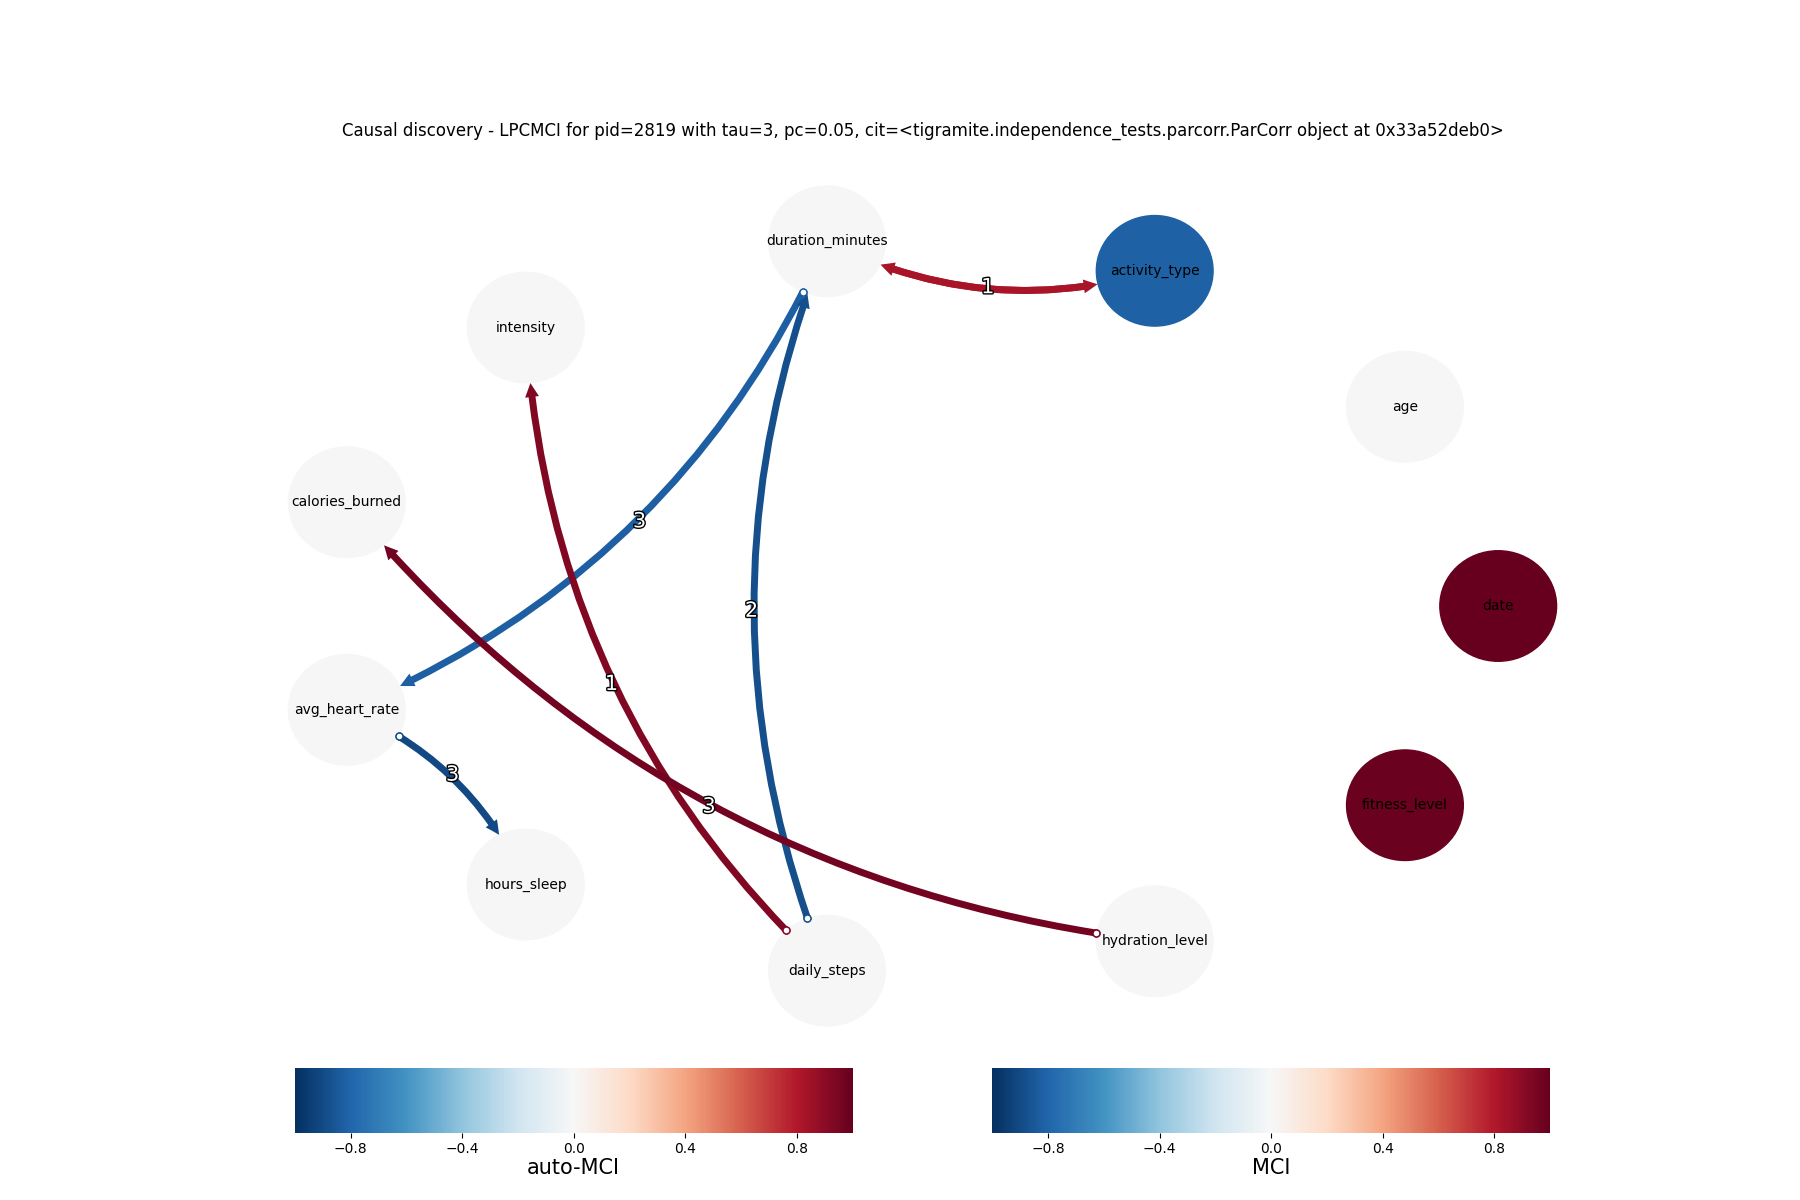 Causal discovery - LPCMCI for pid=2819 with tau=3, pc=0.05, cit=<tigramite.independence_tests.parcorr.ParCorr object at 0x33a52deb0>
duration_minutes
activity_type
1
intensity
age
calories_burned
3
date
2
1
avg_heart_rate
3
3
fitness_level
hours_sleep
hydration_level
daily_steps
−0.8 −0.4 0.0 0.4 0.8
auto-MCI
−0.8 −0.4 0.0 0.4 0.8
MCI